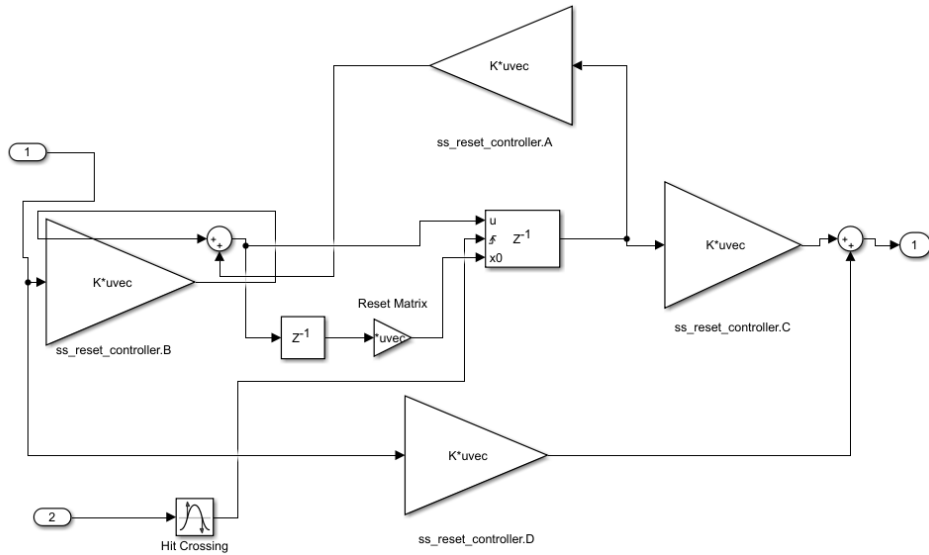 K*uvec
ss_reset_controller.A
1
K*uvec
ss_reset_controller.B
+
+
u
x0
Z-1
K*uvec
ss_reset_controller.C
+
+
1
Reset Matrix
Z-1
*uvec
K*uvec
ss_reset_controller.D
2
Hit Crossing